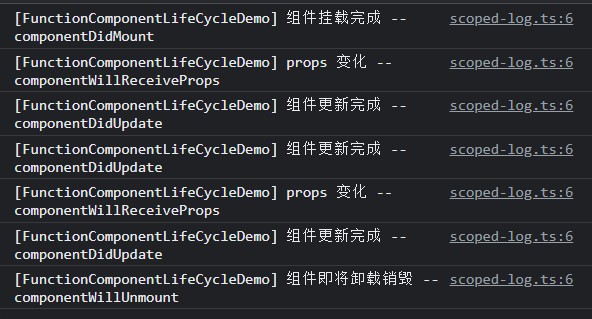 [FunctionComponentLifeCycleDemo] 组件挂载完成 -- scoped-log.ts:6
componentDidMount
[FunctionComponentLifeCycleDemo] props 变化 -- scoped-log.ts:6
componentWillReceiveProps
[FunctionComponentLifeCycleDemo] 组件更新完成 -- scoped-log.ts:6
componentDidUpdate
[FunctionComponentLifeCycleDemo] 组件更新完成 -- scoped-log.ts:6
componentDidUpdate
[FunctionComponentLifeCycleDemo] props 变化 -- scoped-log.ts:6
componentWillReceiveProps
[FunctionComponentLifeCycleDemo] 组件更新完成 -- scoped-log.ts:6
componentDidUpdate
[FunctionComponentLifeCycleDemo] 组件即将卸载销毁 -- scoped-log.ts:6
componentWillUnmount